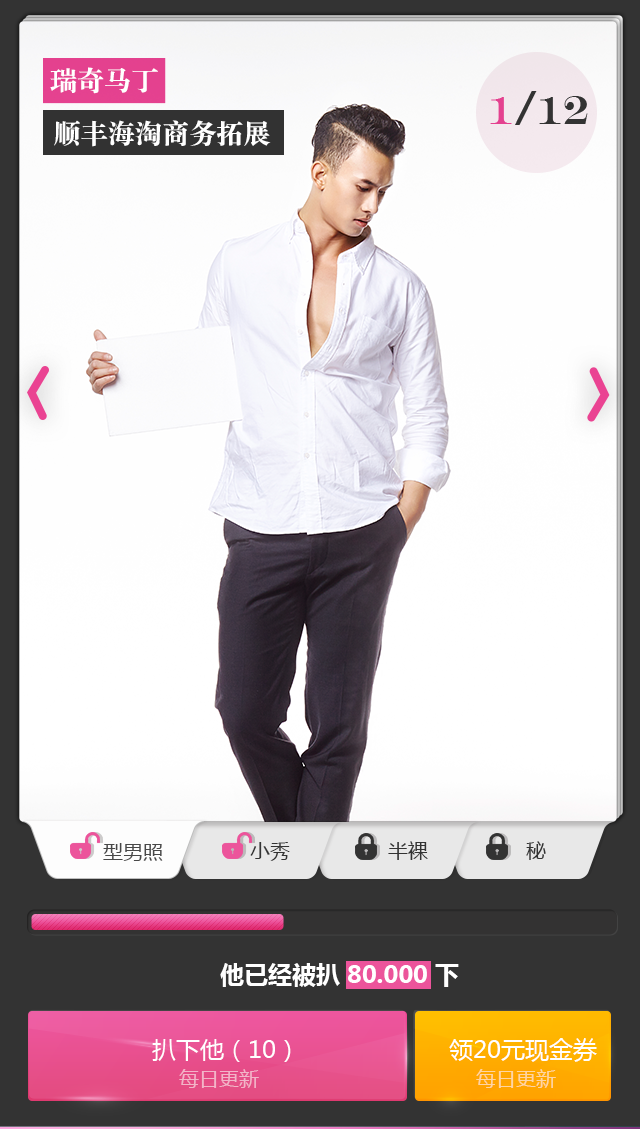 瑞奇马丁
顺丰海淘商务拓展
1/12
型男照
小秀
半裸
秘
他已经被扒 80.000 下
扒下他（10）
每日更新
领20元现金券
每日更新